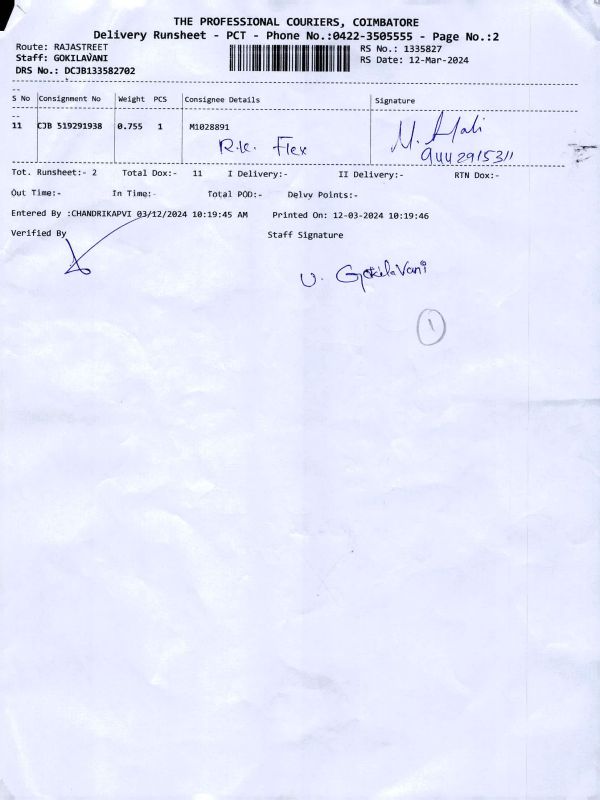 THE PROFESSIONAL COURIERS, COIMBATORE
Delivery Runsheet - PCT - Phone No.:0422-3505555 - Page No.:2
Route: RAJASTREET
Staff: GOKILAVANI
DRS No.: DCJB133582702
RS No.: 1335827
RS Date: 12-Mar-2024
S No Consignment No Weight PCS Consignee Details Signature
11 CJB 519291938 0.755 1 M1028891
R.K. Flex
M.
9442915311
Tot. Runsheet:- 2 Total Dox:- 11 I Delivery:- II Delivery:- RTN Dox:-
Out Time:- In Time:- Total POD:- Delvy Points:-
Entered By :CHANDRIKAPVI 03/12/2024 10:19:45 AM Printed On: 12-03-2024 10:19:46
Verified By Staff Signature
U. GokilaVani
1